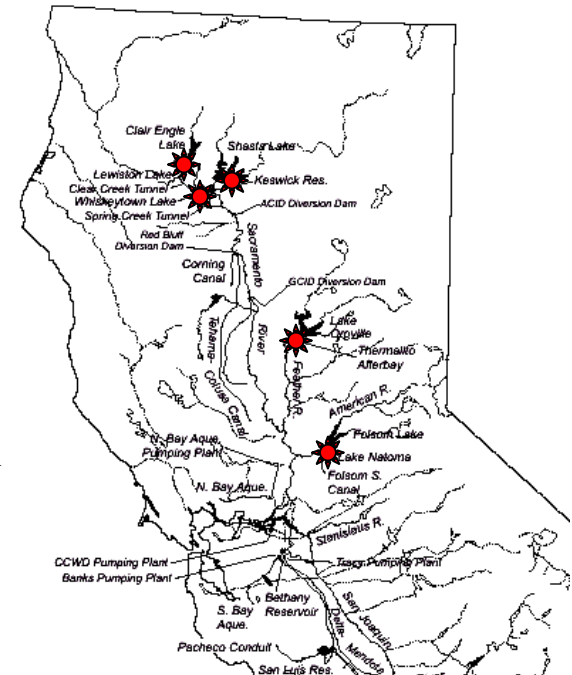 Clair Engle
Lake
Shasta Lake
Lewiston Lake
Keswick Res.
Clear Creek Tunnel
Whiskeytown Lake
ACID Diversion Dam
Spring Creek Tunnel
Red Bluff
Diversion Dam
Sacramento
River
Corning
Canal
GCID Diversion Dam
Tehama-
Colusa Canal
Lake
Oroville
Thermalito
Afterbay
Feather R.
American R.
N. Bay Aque.
Pumping Plant
Folsom Lake
Lake Natoma
Folsom S.
Canal
N. Bay Aque.
Stanislaus R.
CCWD Pumping Plant
Tracy Pumping Plant
Banks Pumping Plant
Bethany
Reservoir
S. Bay
Aque.
San Joaquin
Delta-
Mendota
Pacheco Conduit
San Luis Res.